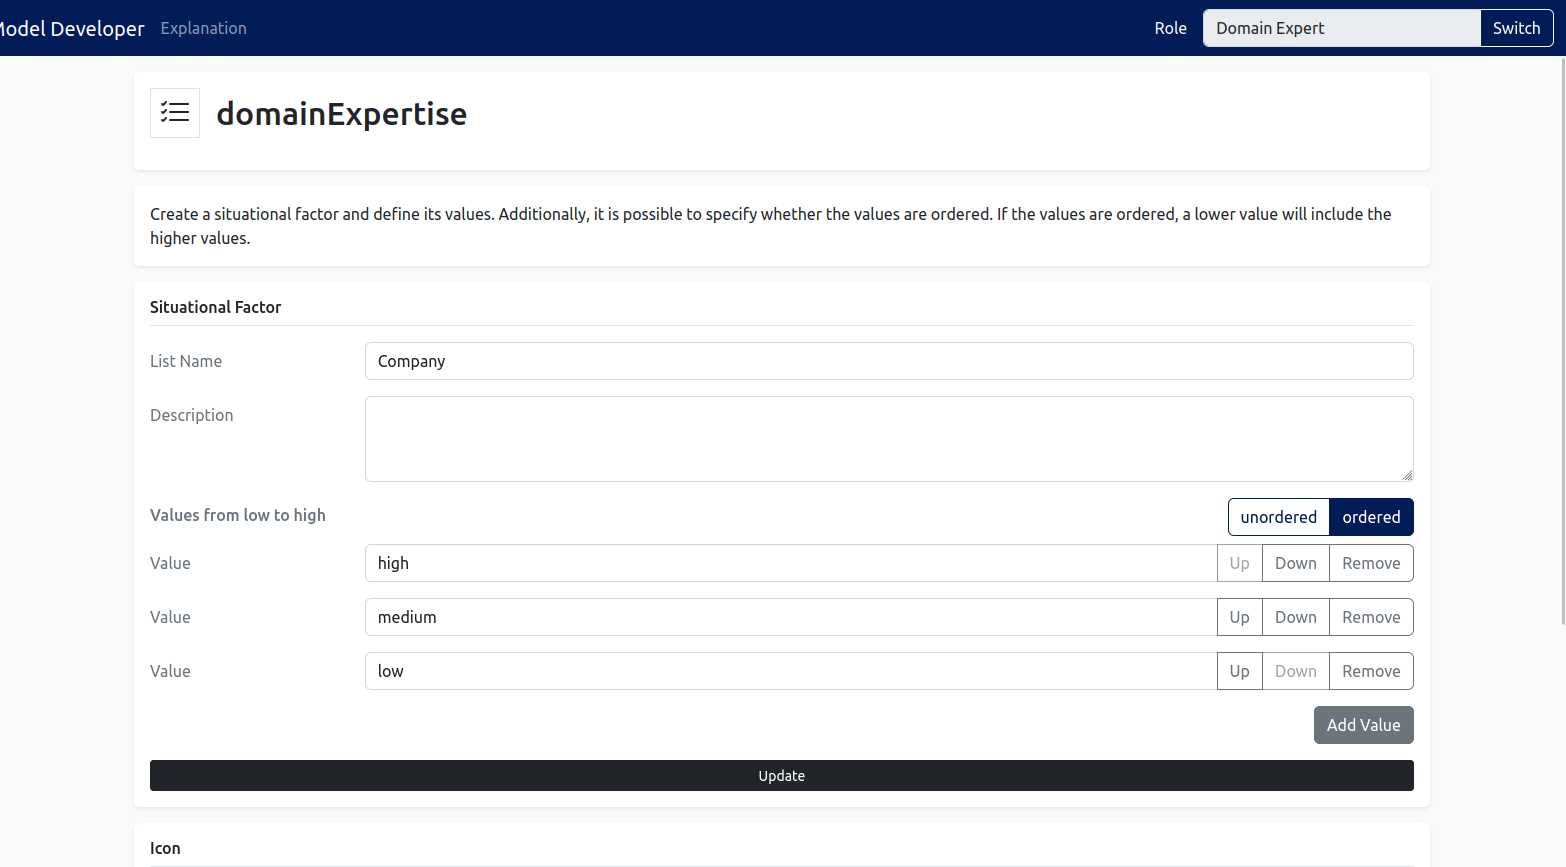 odel Developer Explanation Role Domain Expert Switch
domainExpertise
Create a situational factor and define its values. Additionally, it is possible to specify whether the values are ordered. If the values are ordered, a lower value will include the
higher values.
Situational Factor
List Name Company
Description
Values from low to high unordered ordered
Value high Up Down Remove
Value medium Up Down Remove
Value low Up Down Remove
Add Value
Update
Icon